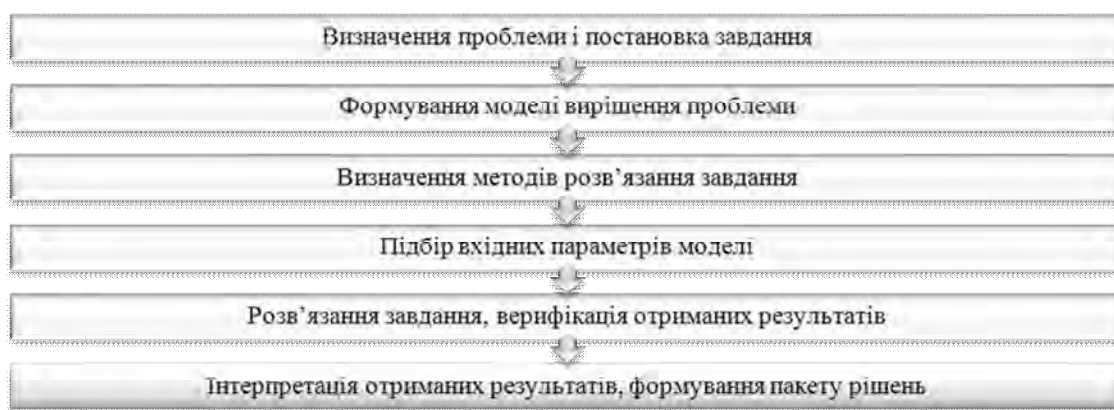 Визначення проблеми і постановка завдання
Формування моделі вирішення проблеми
Визначення методів розв’язання завдання
Підбір вхідних параметрів моделі
Розв’язання завдання, верифікація отриманих результатів
Інтерпретація отриманих результатів, формування пакету рішень